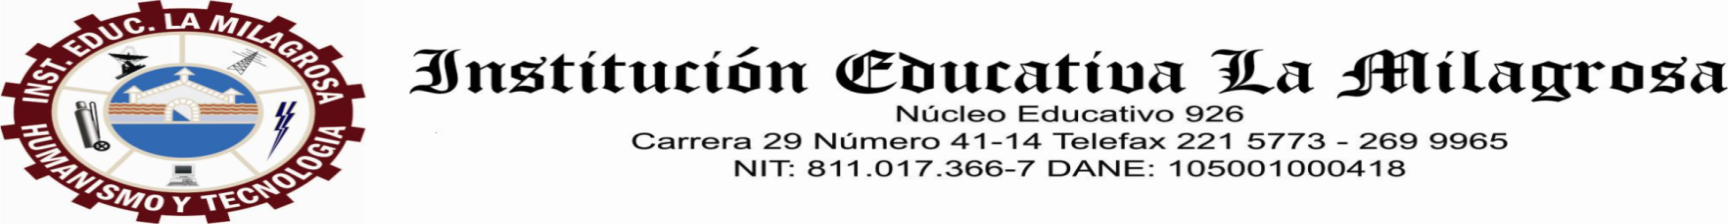 INST. EDUC. LA MILAGROSA
HUMANISMO Y TECNOLOGIA
Institución Educativa La Milagrosa
Núcleo Educativo 926
Carrera 29 Número 41-14 Telefax 221 5773 - 269 9965
NIT: 811.017.366-7 DANE: 105001000418